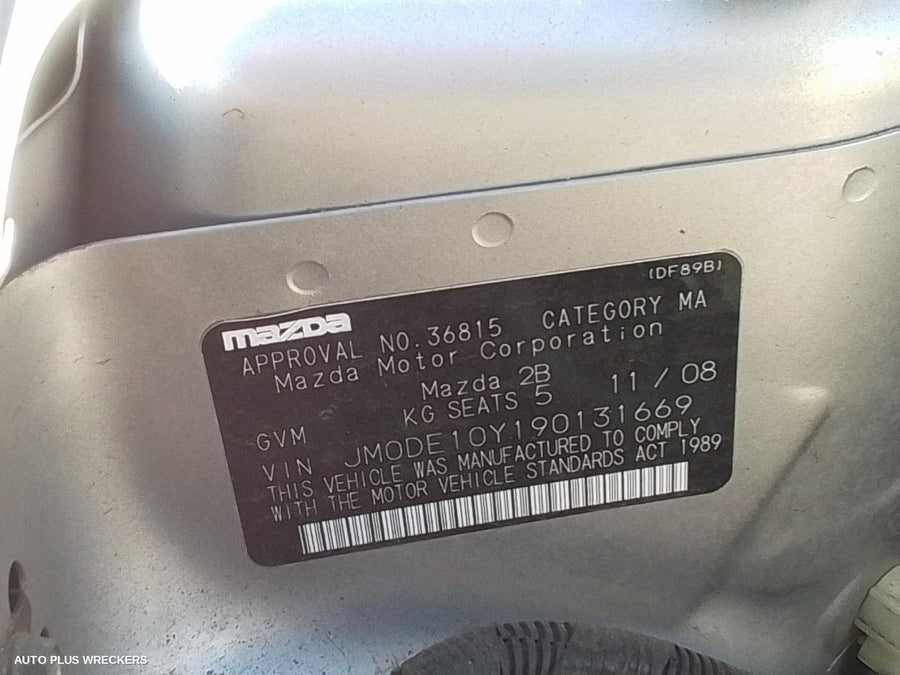 (DF89B)
mazda
APPROVAL NO.36815 CATEGORY MA
Mazda Motor Corporation
Mazda 2B 11/08
GVM KG SEATS 5
VIN JM0DE10Y190131669
THIS VEHICLE WAS MANUFACTURED TO COMPLY
WITH THE MOTOR VEHICLE STANDARDS ACT 1989
AUTO PLUS WRECKERS